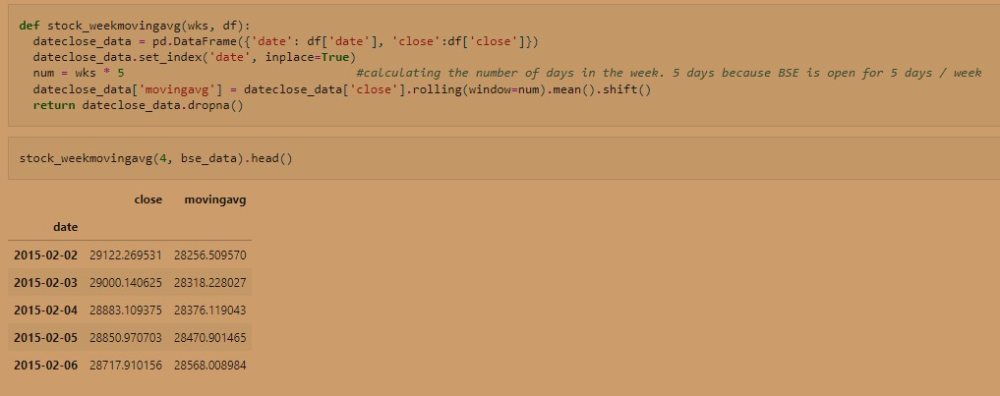 def stock_weekmovingavg(wks, df):
  dateclose_data = pd.DataFrame({'date': df['date'], 'close':df['close']})
  dateclose_data.set_index('date', inplace=True)
  num = wks * 5                                #calculating the number of days in the week. 5 days because BSE is open for 5 days / week
  dateclose_data['movingavg'] = dateclose_data['close'].rolling(window=num).mean().shift()
  return dateclose_data.dropna()
stock_weekmovingavg(4, bse_data).head()
close movingavg
date
2015-02-02 29122.269531 28256.509570
2015-02-03 29000.140625 28318.228027
2015-02-04 28883.109375 28376.119043
2015-02-05 28850.970703 28470.901465
2015-02-06 28717.910156 28568.008984